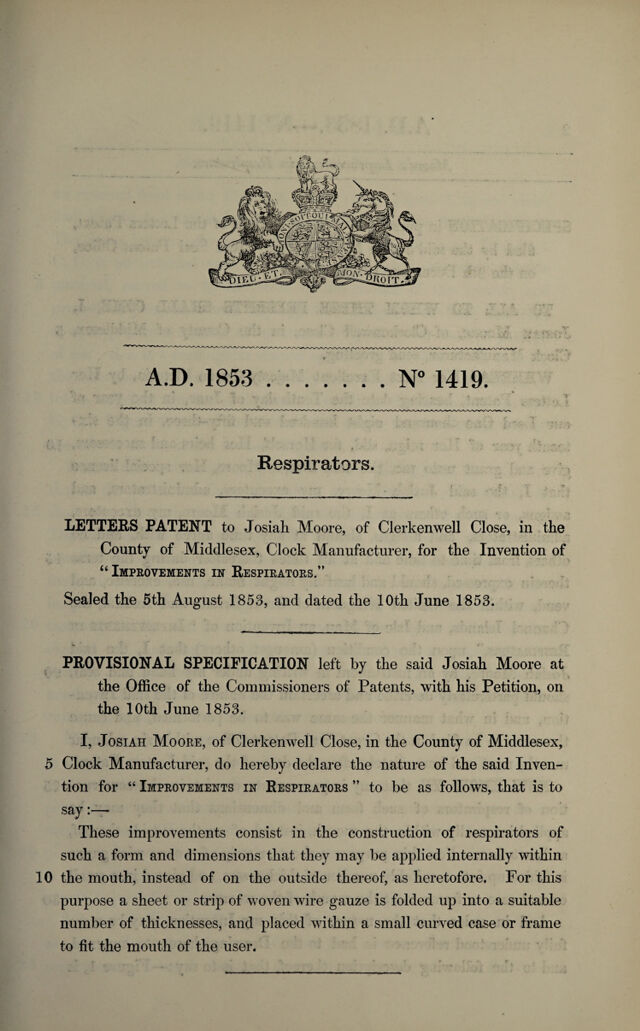 HONI SOIT QUI MAL Y PENSE
DIEU · ET · MON · DROIT ·
A.D. 1853 . . . . . . . Nº 1419.
Respirators.
LETTERS PATENT to Josiah Moore, of Clerkenwell Close, in the
County of Middlesex, Clock Manufacturer, for the Invention of
“ Improvements in Respirators.”
Sealed the 5th August 1853, and dated the 10th June 1853.
PROVISIONAL SPECIFICATION left by the said Josiah Moore at
the Office of the Commissioners of Patents, with his Petition, on
the 10th June 1853.
I, Josiah Moore, of Clerkenwell Close, in the County of Middlesex,
5 Clock Manufacturer, do hereby declare the nature of the said Inven-
tion for “ Improvements in Respirators ” to be as follows, that is to
say :—
These improvements consist in the construction of respirators of
such a form and dimensions that they may be applied internally within
10 the mouth, instead of on the outside thereof, as heretofore. For this
purpose a sheet or strip of woven wire gauze is folded up into a suitable
number of thicknesses, and placed within a small curved case or frame
to fit the mouth of the user.